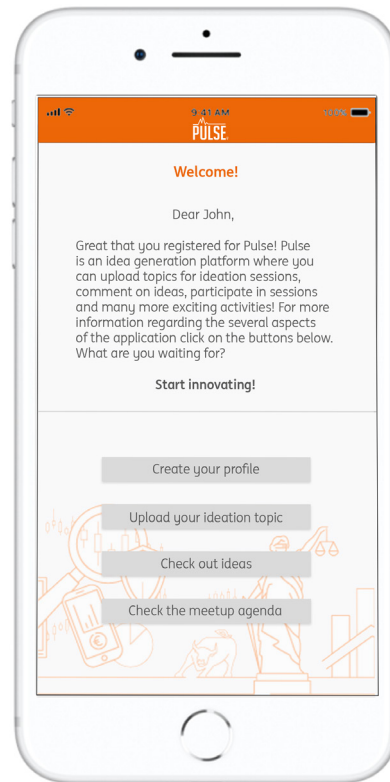 9:41 AM
100%
PULSE
Welcome!
Dear John,
Great that you registered for Pulse! Pulse
is an idea generation platform where you
can upload topics for ideation sessions,
comment on ideas, participate in sessions
and many more exciting activities! For more
information regarding the several aspects
of the application click on the buttons below.
What are you waiting for?
Start innovating!
Create your profile
Upload your ideation topic
Check out ideas
Check the meetup agenda